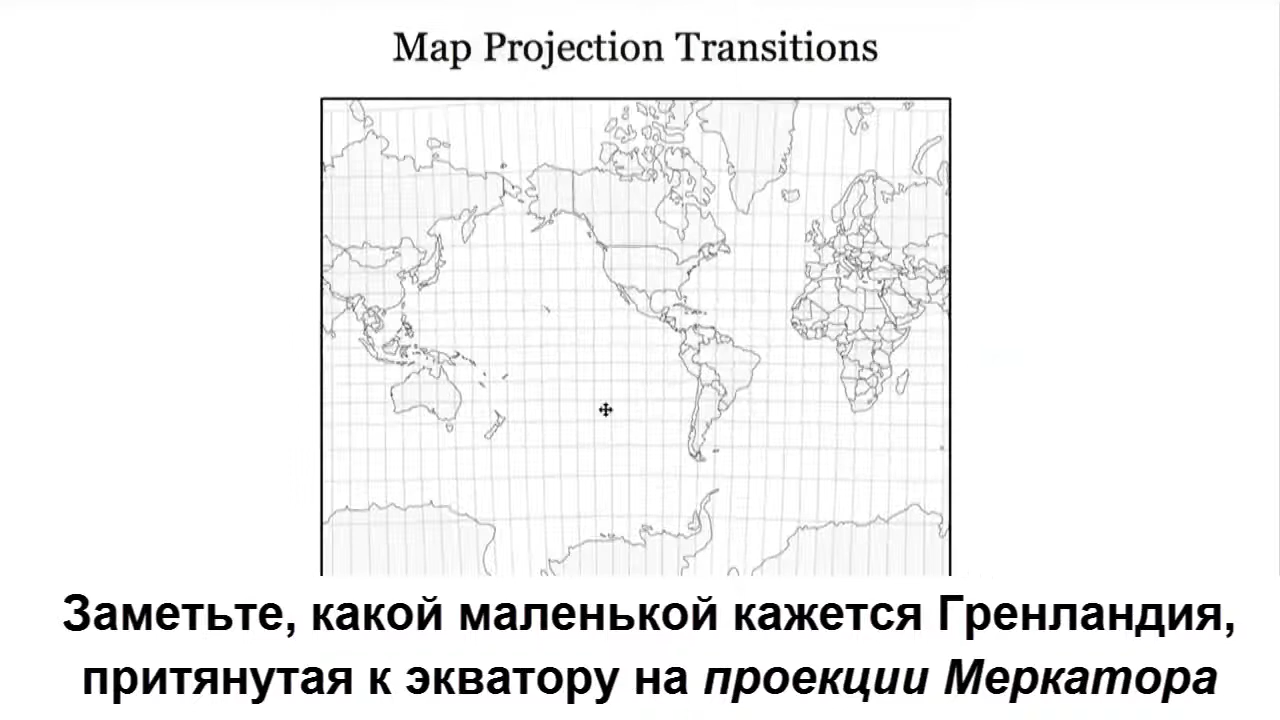 Map Projection Transitions
Заметьте, какой маленькой кажется Гренландия,
притянутая к экватору на проекции Меркатора